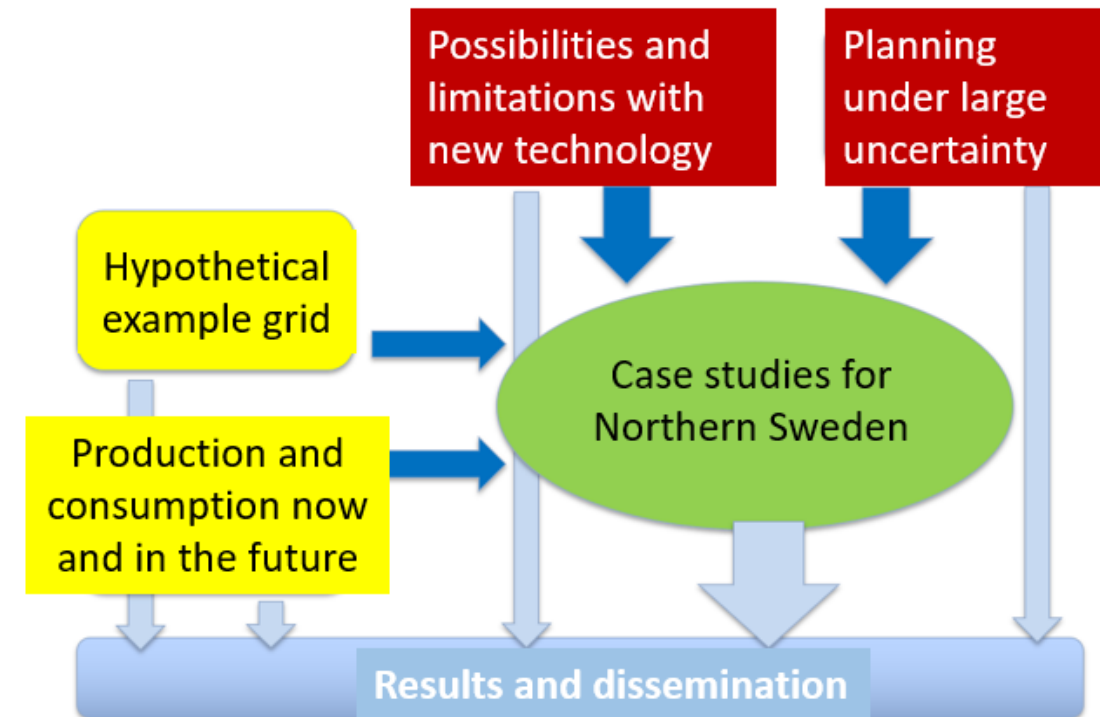 Possibilities and
limitations with
new technology
Planning
under large
uncertainty
Hypothetical
example grid
Production and
consumption now
and in the future
Case studies for
Northern Sweden
Results and dissemination